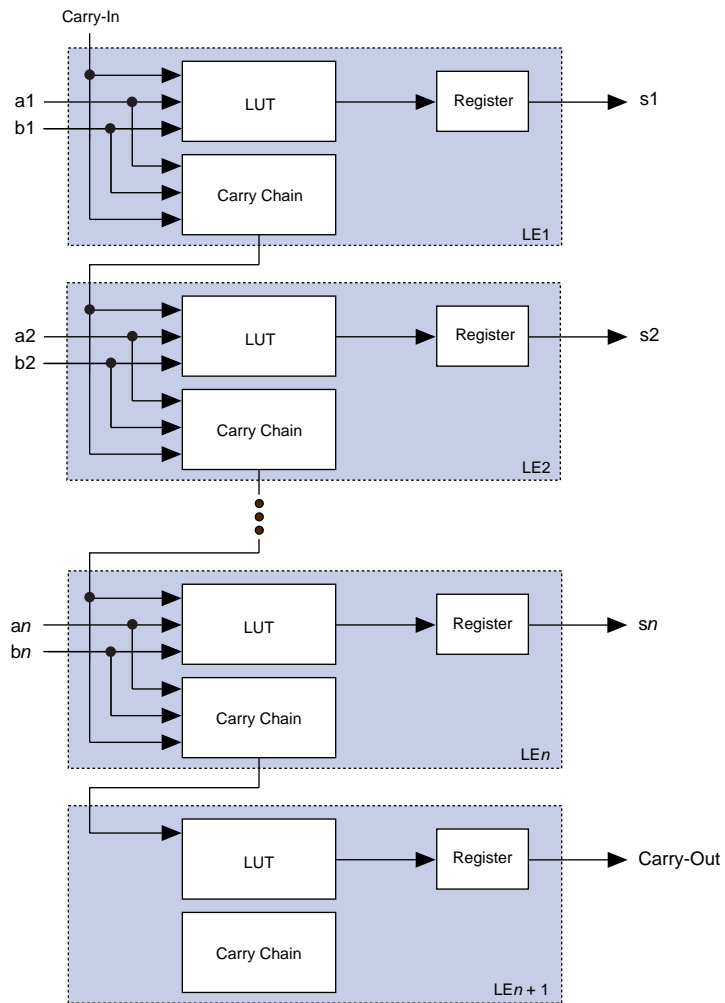 Carry-In
a1
b1
LUT
Register
s1
Carry Chain
LE1
a2
b2
LUT
Register
s2
Carry Chain
LE2
an
bn
LUT
Register
sn
Carry Chain
LEn
LUT
Register
Carry-Out
Carry Chain
LEn + 1